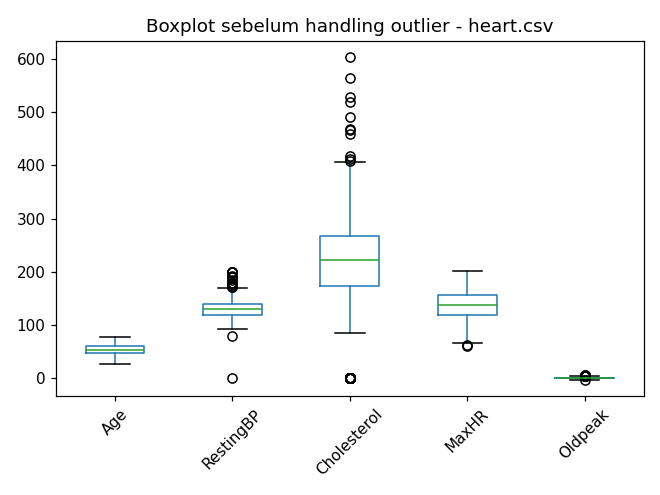 Boxplot sebelum handling outlier - heart.csv
600
500
400
300
200
100
0
Age
RestingBP
Cholesterol
MaxHR
Oldpeak